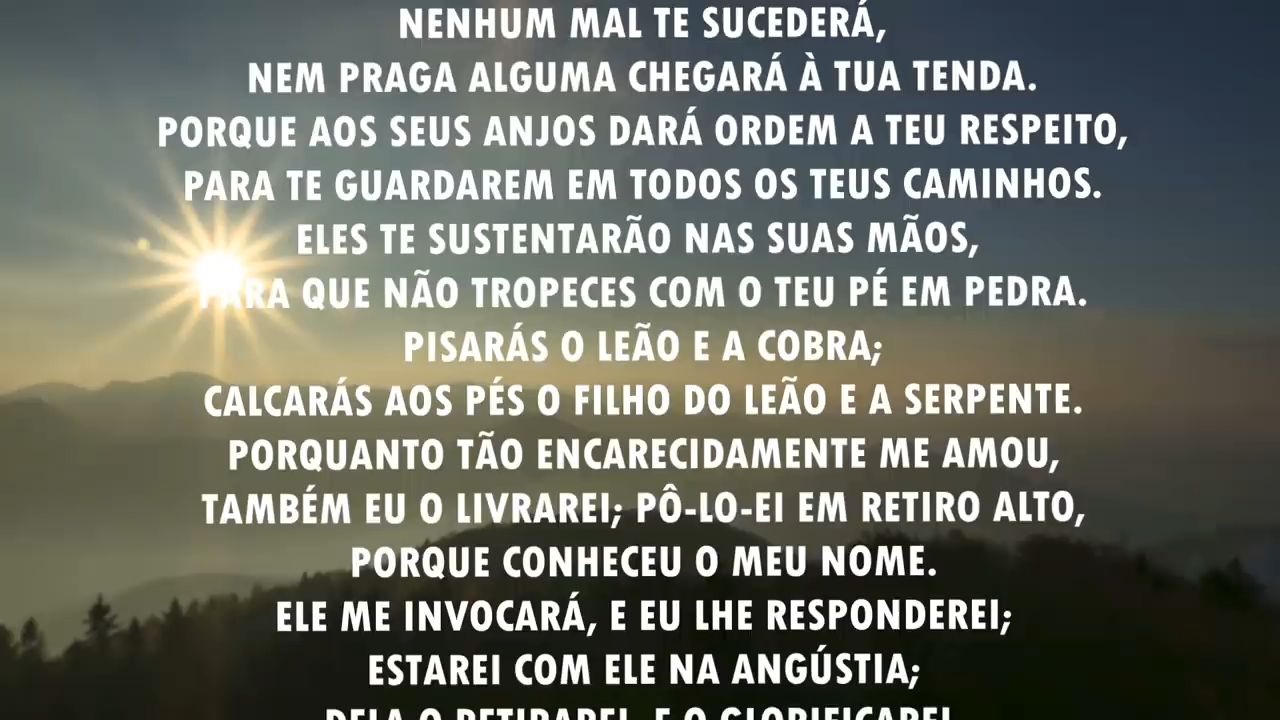 NENHUM MAL TE SUCEDERÁ,
NEM PRAGA ALGUMA CHEGARÁ À TUA TENDA.
PORQUE AOS SEUS ANJOS DARÁ ORDEM A TEU RESPEITO,
PARA TE GUARDAREM EM TODOS OS TEUS CAMINHOS.
ELES TE SUSTENTARÃO NAS SUAS MÃOS,
PARA QUE NÃO TROPECES COM O TEU PÉ EM PEDRA.
PISARÁS O LEÃO E A COBRA;
CALCARÁS AOS PÉS O FILHO DO LEÃO E A SERPENTE.
PORQUANTO TÃO ENCARECIDAMENTE ME AMOU,
TAMBÉM EU O LIVRAREI; PÔ-LO-EI EM RETIRO ALTO,
PORQUE CONHECEU O MEU NOME.
ELE ME INVOCARÁ, E EU LHE RESPONDEREI;
ESTAREI COM ELE NA ANGÚSTIA;
DELA O RETIRAREI, E O GLORIFICAREI.